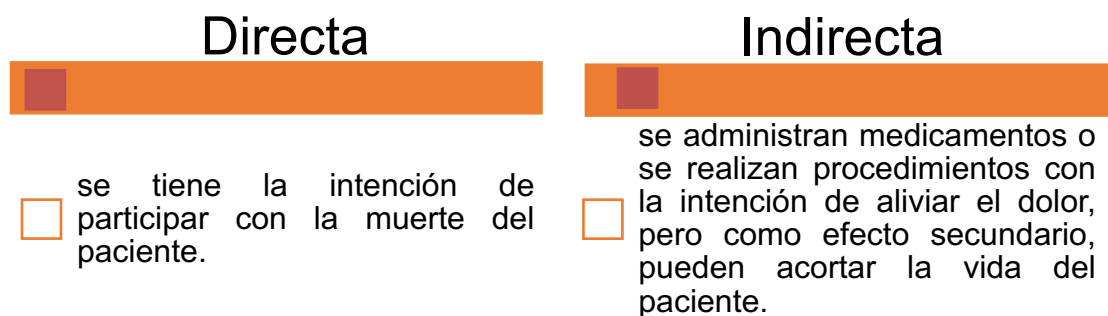 Directa
se tiene la intención de
participar con la muerte del
paciente.
Indirecta
se administran medicamentos o
se realizan procedimientos con
la intención de aliviar el dolor,
pero como efecto secundario,
pueden acortar la vida del
paciente.